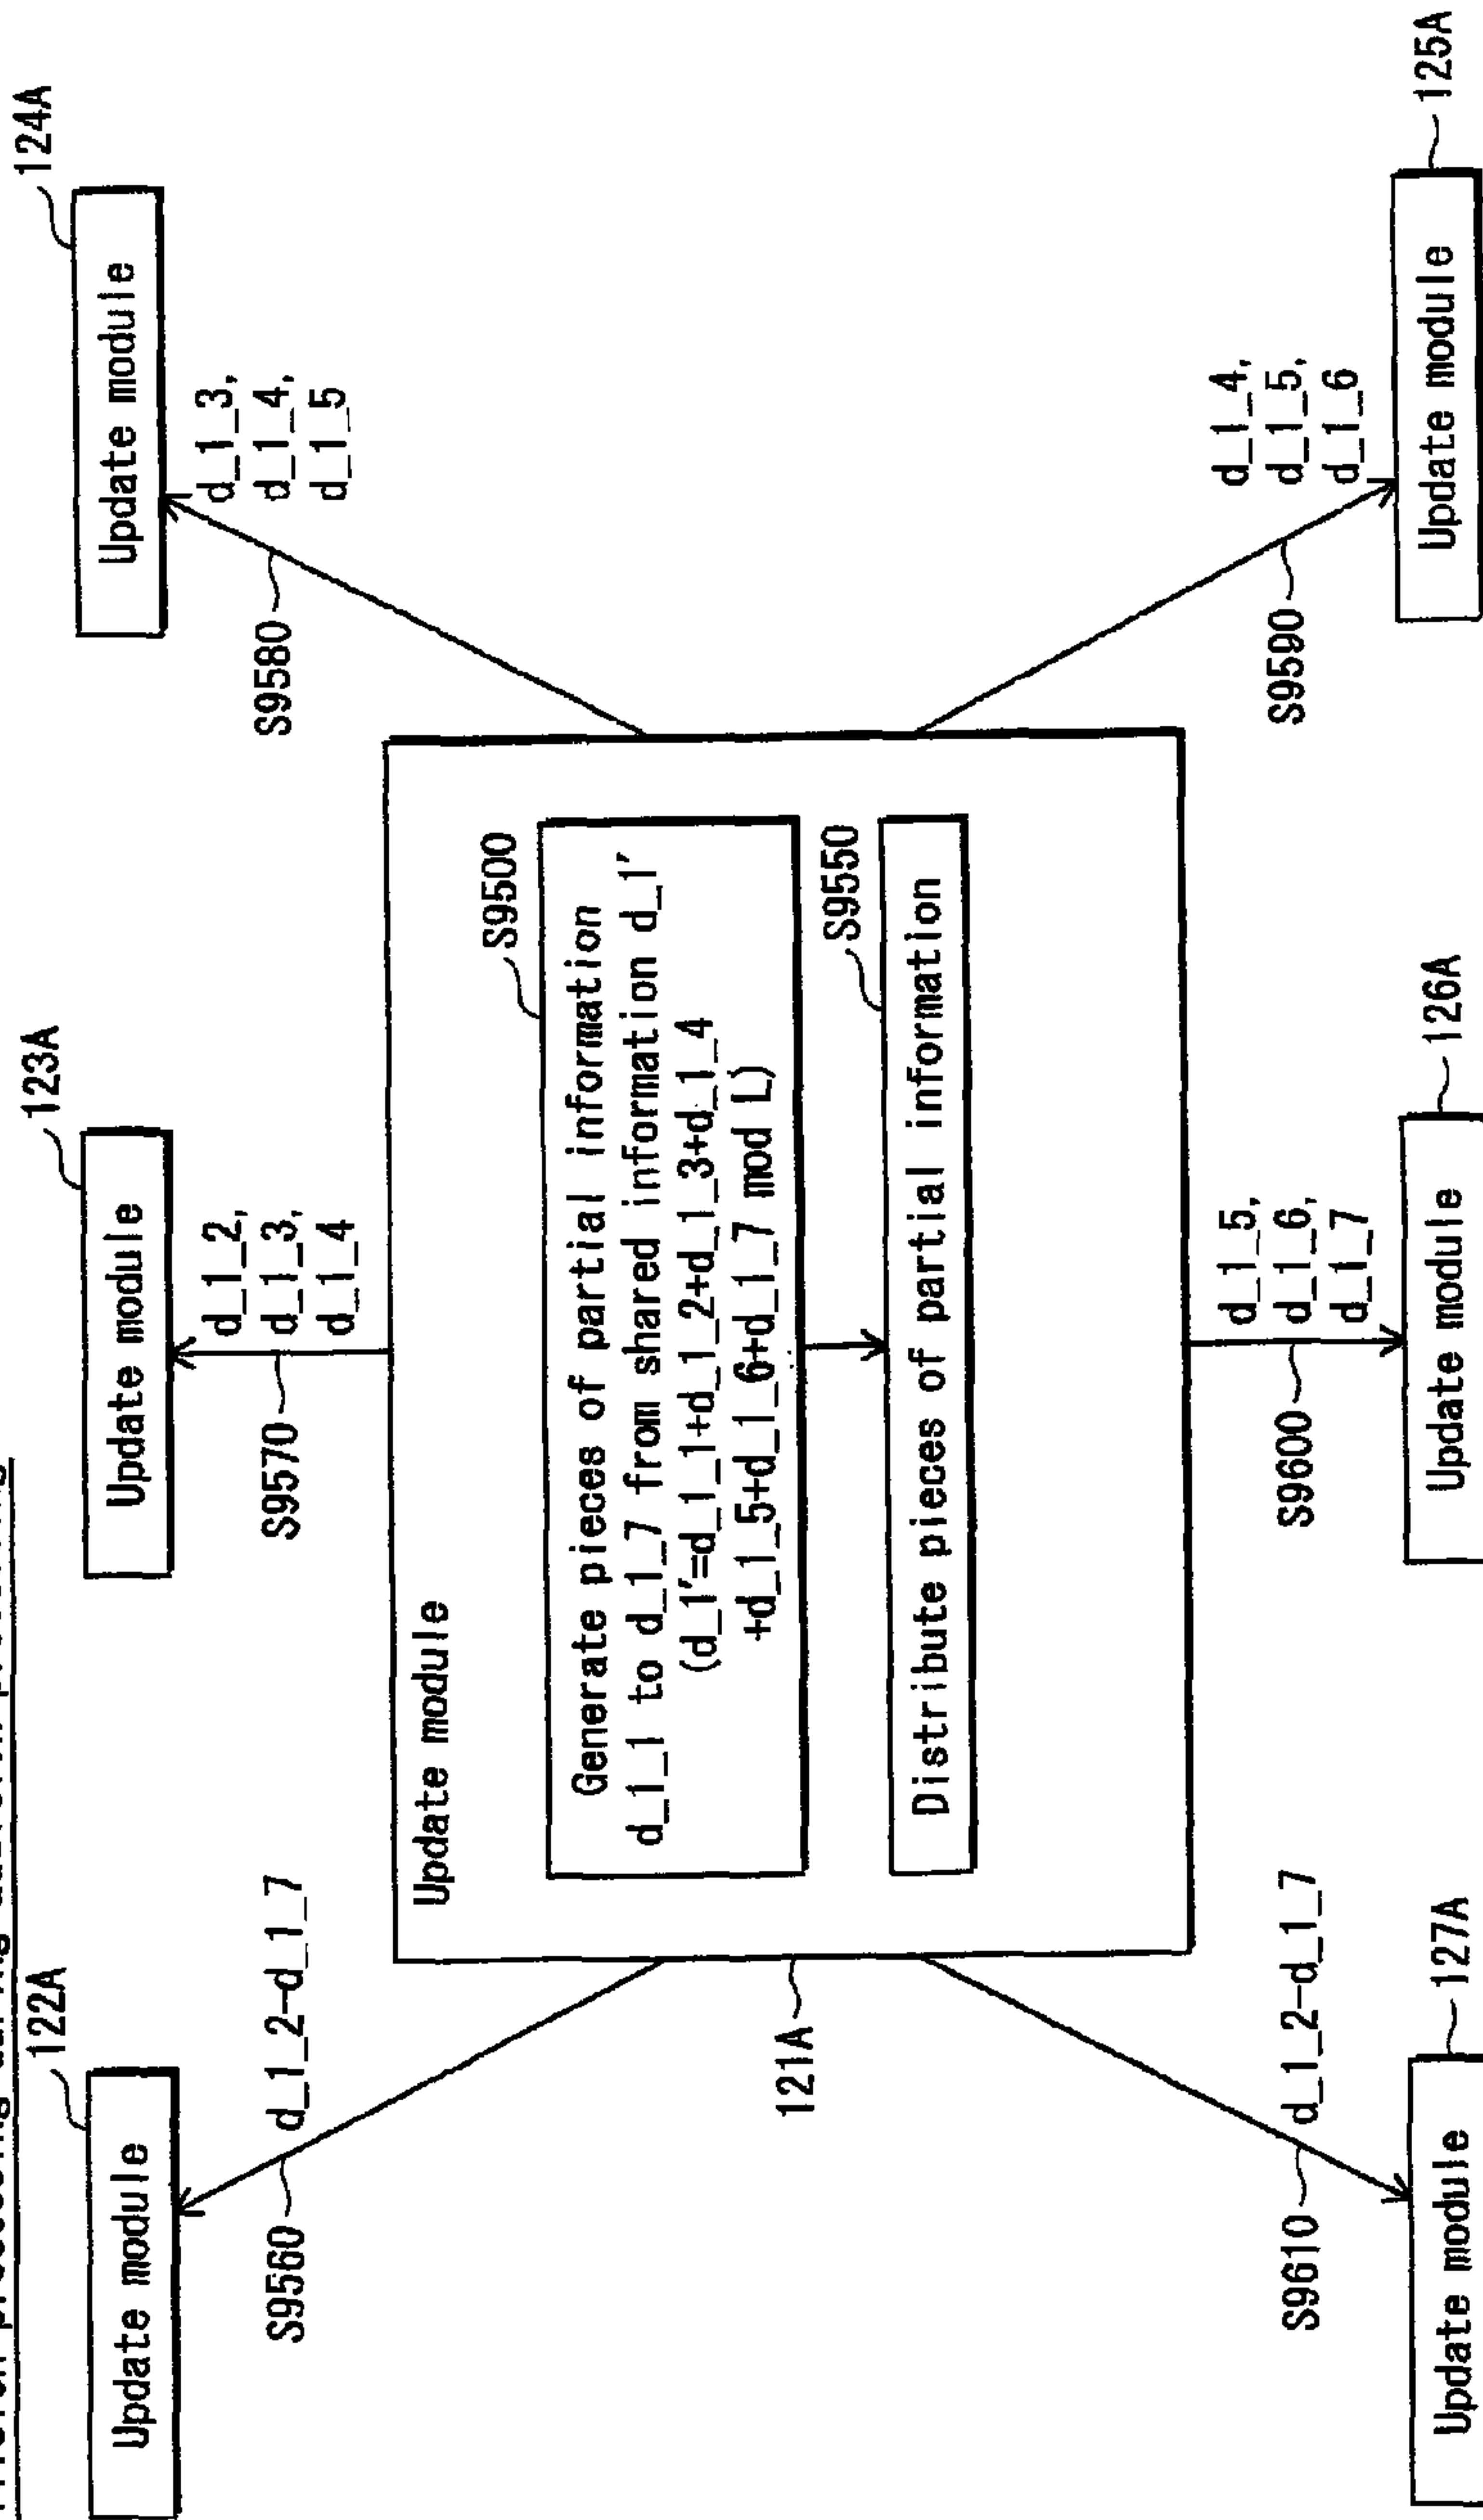 122A
Update module
123A
Update module
124A
Update module
S9560
d_1_2-d_1_7
S9570
d_1_2,
d_1_3,
d_1_4
S9580
d_1_3,
d_1_4,
d_1_5
Update module
S9500
Generate pieces of partial information
d_1_1 to d_1_7 from shared information d_1'
(d_1'=d_1_1+d_1_2+d_1_3+d_1_4
+d_1_5+d_1_6+d_1_7 mod L)
S9550
Distribute pieces of partial information
121A
S9610
d_1_2-d_1_7
S9600
d_1_5,
d_1_6,
d_1_7
S9590
d_1_4,
d_1_5,
d_1_6
127A
Update module
126A
Update module
125A
Update module